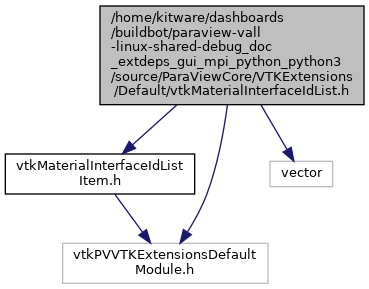 /home/kitware/dashboards
/buildbot/paraview-vall
-linux-shared-debug_doc
_extdeps_gui_mpi_python_python3
/source/ParaViewCore/VTKExtensions
/Default/vtkMaterialInterfaceIdList.h
vtkMaterialInterfaceIdList
Item.h
vector
vtkPVVTKExtensionsDefault
Module.h